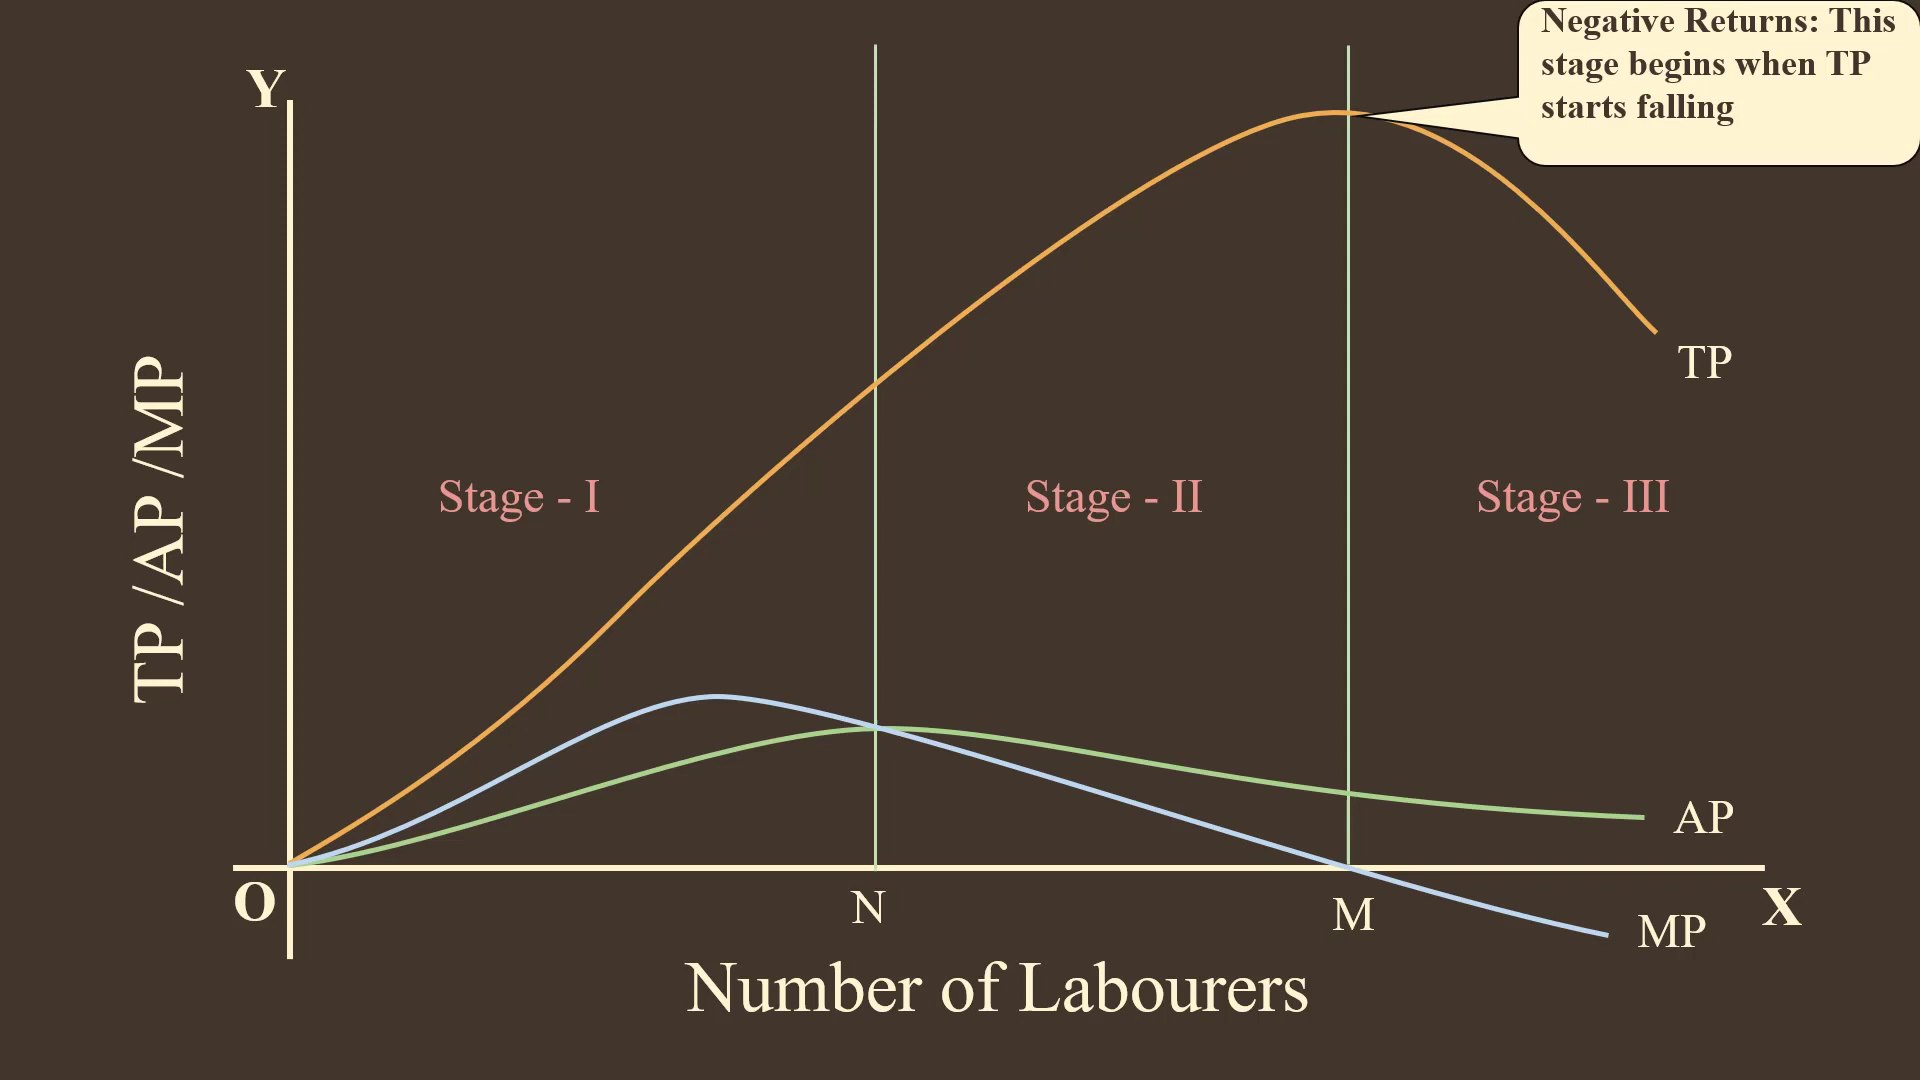 Negative Returns: This
stage begins when TP
starts falling
Y
TP /AP /MP
TP
Stage - I
Stage - II
Stage - III
AP
O
N
M
X
MP
Number of Labourers